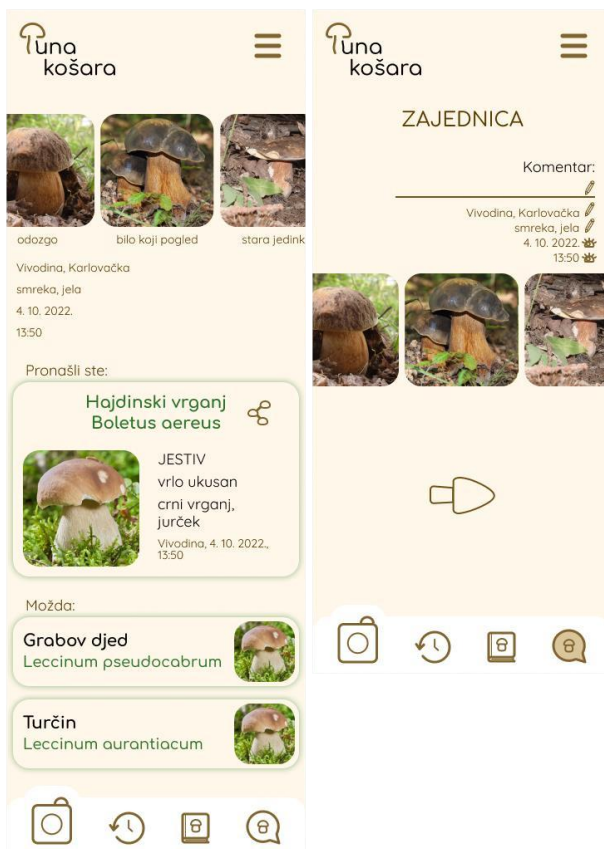 Puna
košara
odozgo
bilo koji pogled
stara jedink
Vivodina, Karlovačka
smreka, jela
4. 10. 2022.
13:50
Pronašli ste:
Hajdinski vrganj
Boletus aereus
JESTIV
vrlo ukusan
crni vrganj,
jurček
Vivodina, 4. 10. 2022.,
13:50
Možda:
Grabov djed
Leccinum pseudocabrum
Turčin
Leccinum aurantiacum
Puna
košara
ZAJEDNICA
Komentar:
Vivodina, Karlovačka
smreka, jela
4. 10. 2022.
13:50